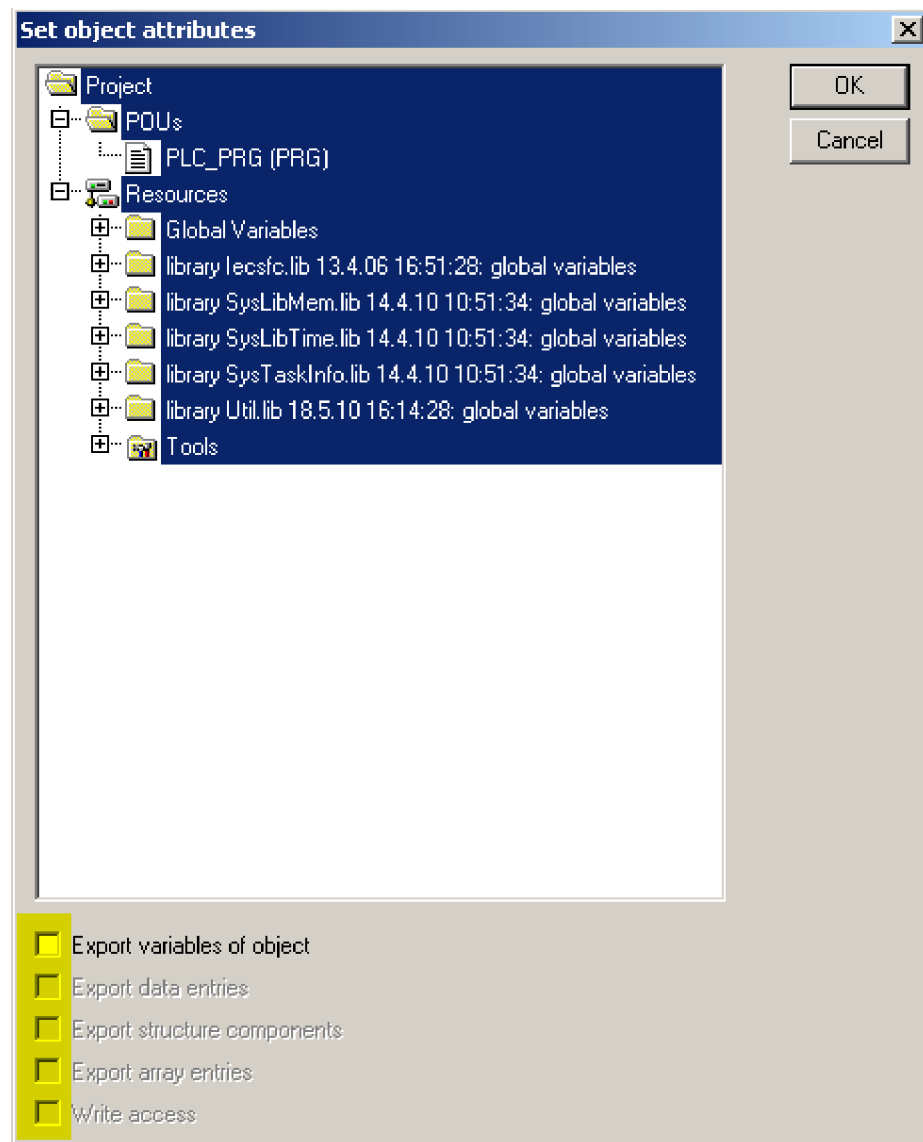 Set object attributes
Project
OK
POUs
Cancel
PLC_PRG (PRG)
Resources
Global Variables
library Iecsfc.lib 13.4.06 16:51:28: global variables
library SysLibMem.lib 14.4.10 10:51:34: global variables
library SysLibTime.lib 14.4.10 10:51:34: global variables
library SysTaskInfo.lib 14.4.10 10:51:34: global variables
library Util.lib 18.5.10 16:14:28: global variables
Tools
Export variables of object
Export data entries
Export structure components
Export array entries
Write access